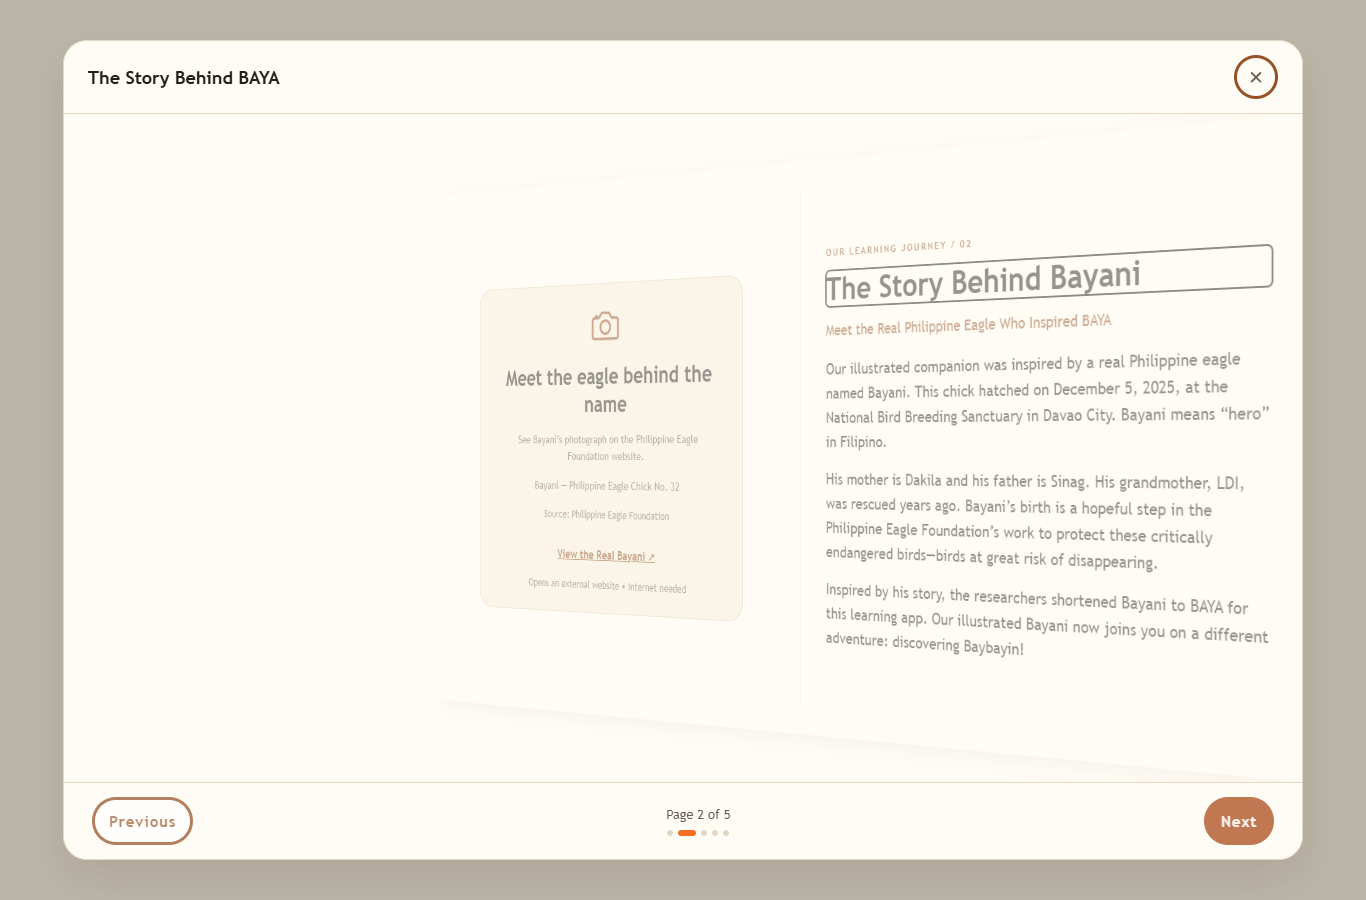 The Story Behind BAYA
Meet the eagle behind the
name
See Bayani's photograph on the Philippine Eagle
Foundation website.
Bayani — Philippine Eagle Chick No. 32
Source: Philippine Eagle Foundation
View the Real Bayani ↗
Opens an external website • Internet needed
OUR LEARNING JOURNEY / 02
The Story Behind Bayani
Meet the Real Philippine Eagle Who Inspired BAYA
Our illustrated companion was inspired by a real Philippine eagle
named Bayani. This chick hatched on December 5, 2025, at the
National Bird Breeding Sanctuary in Davao City. Bayani means “hero”
in Filipino.
His mother is Dakila and his father is Sinag. His grandmother, LDI,
was rescued years ago. Bayani’s birth is a hopeful step in the
Philippine Eagle Foundation’s work to protect these critically
endangered birds—birds at great risk of disappearing.
Inspired by his story, the researchers shortened Bayani to BAYA for
this learning app. Our illustrated Bayani now joins you on a different
adventure: discovering Baybayin!
Previous
Page 2 of 5
Next